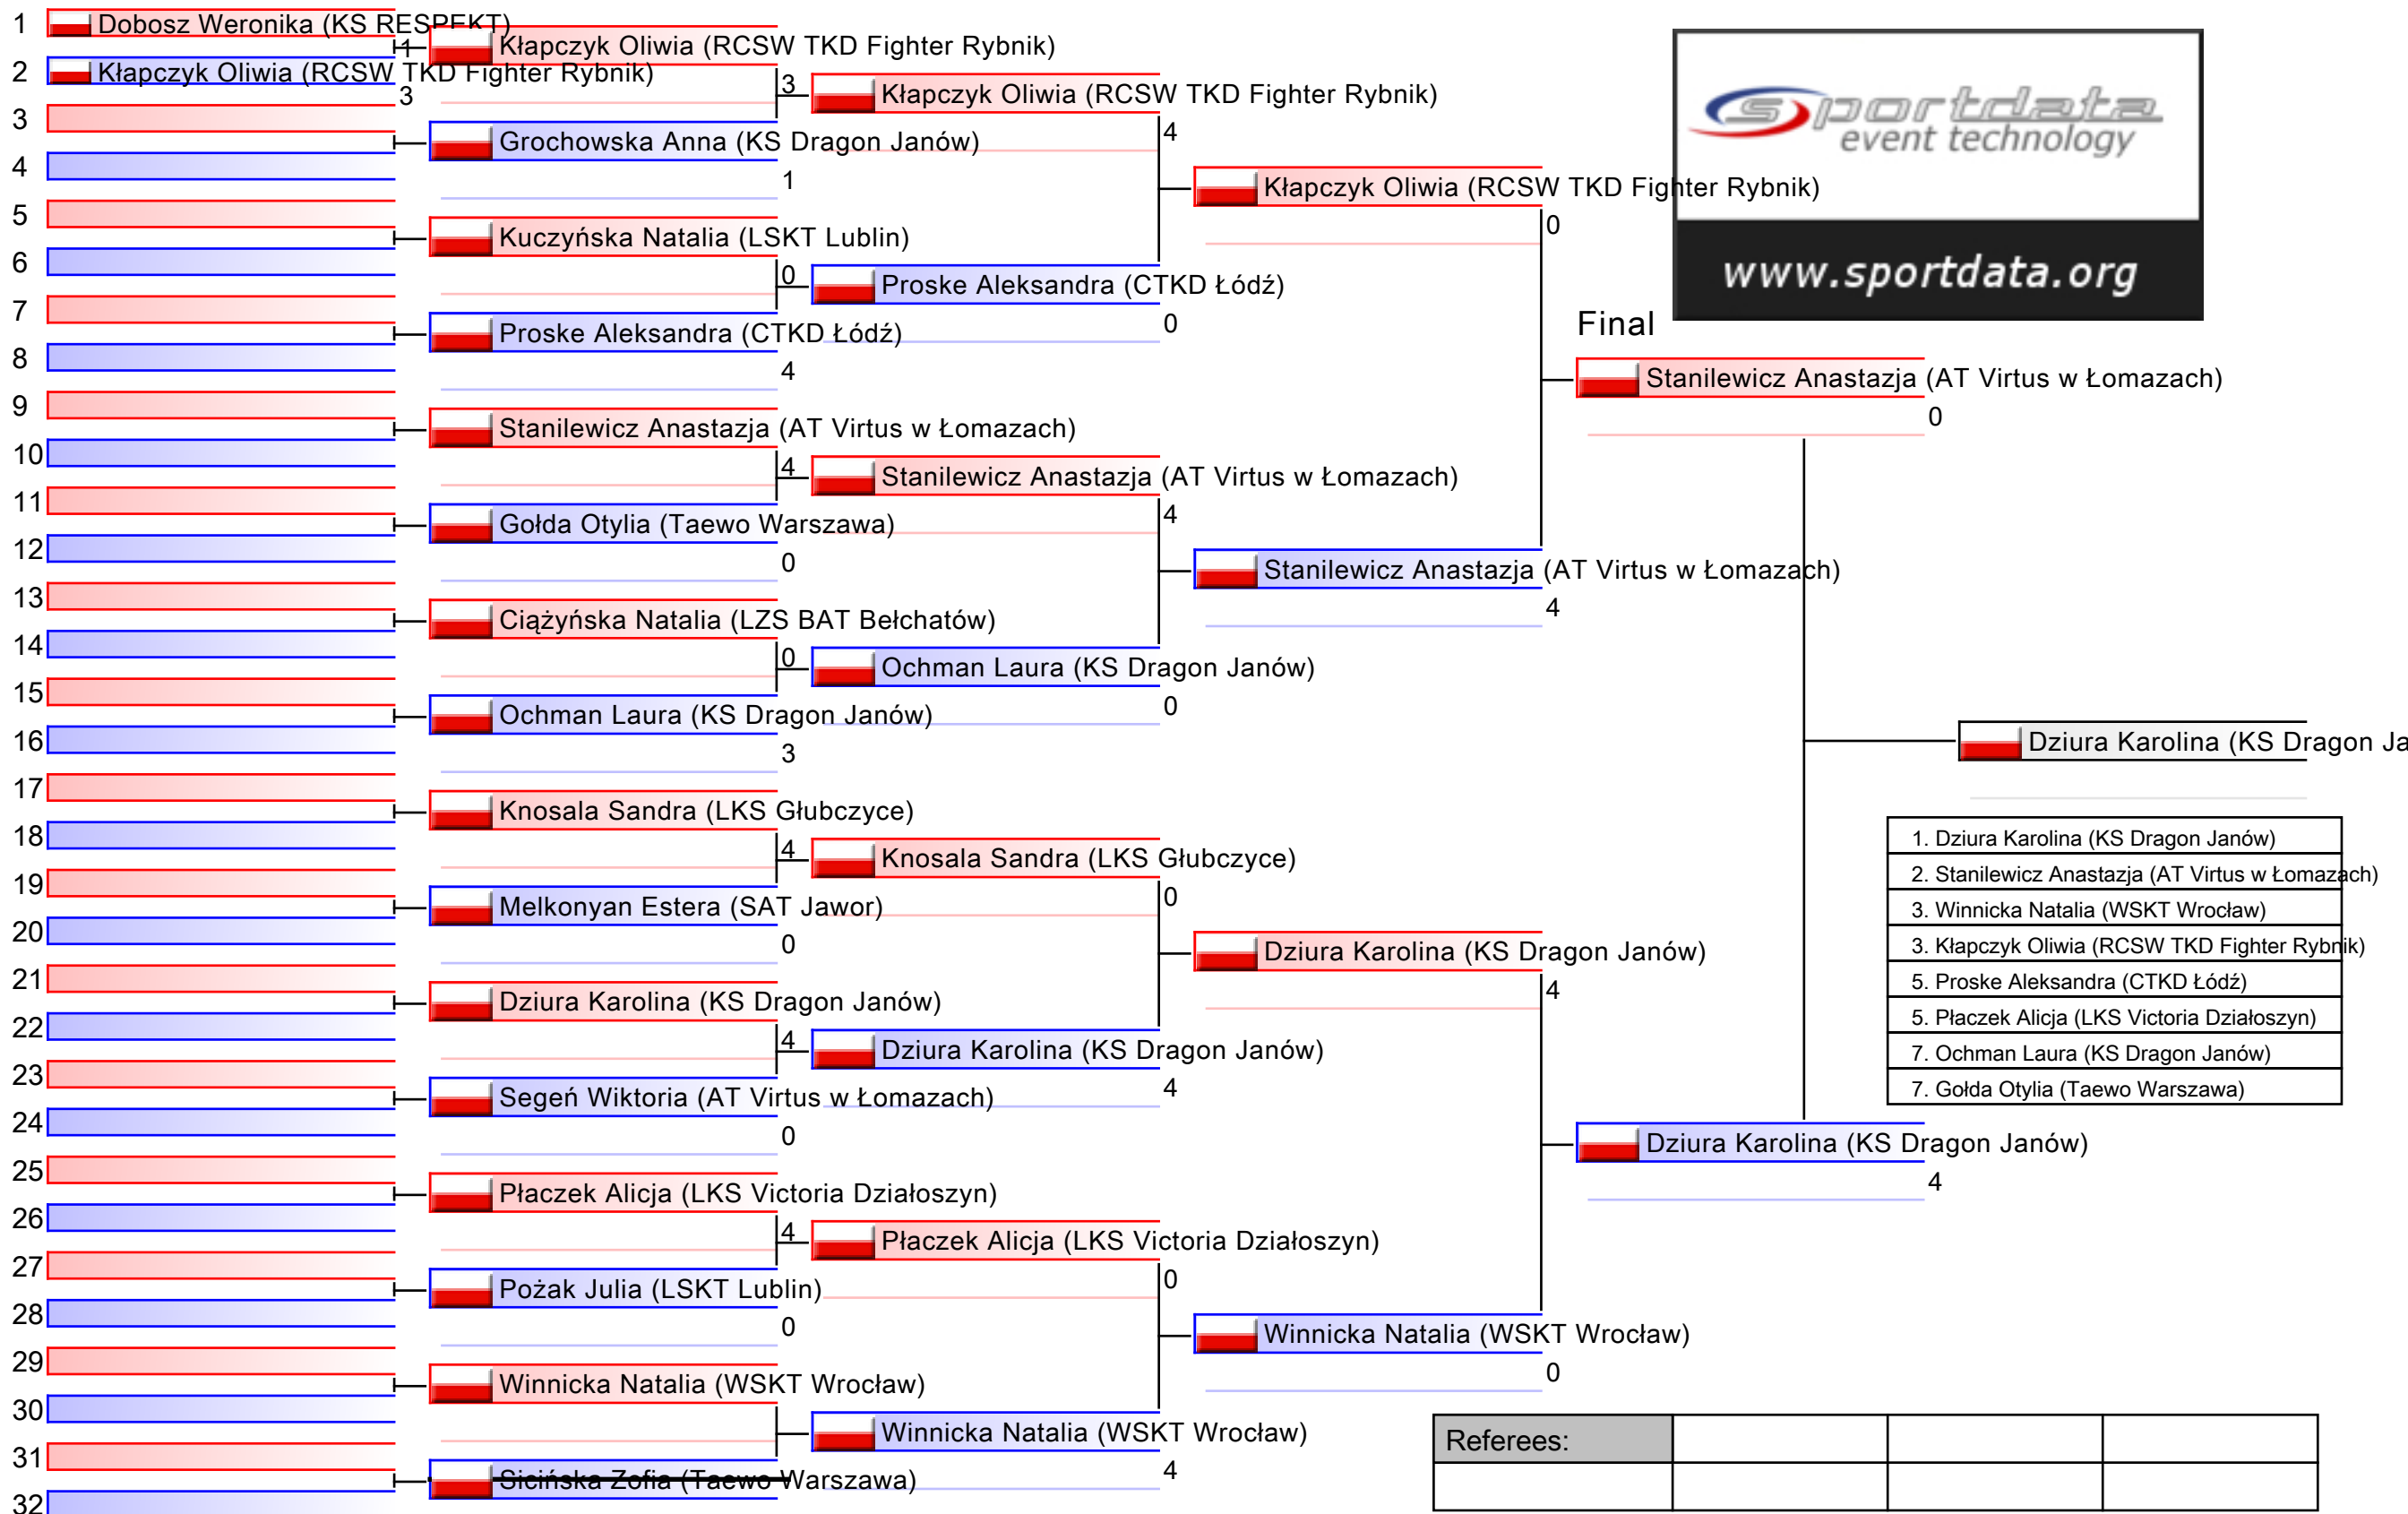 1 Dobosz Weronika (KS RESPEKT)
1
2 Kłapczyk Oliwia (RCSW TKD Fighter Rybnik)
3
3
4
5
6
7
8
9
10
11
12
13
14
15
16
17
18
19
20
21
22
23
24
25
26
27
28
29
30
31
32
Kłapczyk Oliwia (RCSW TKD Fighter Rybnik)
3
Grochowska Anna (KS Dragon Janów)
1
Kuczyńska Natalia (LSKT Lublin)
0
Proske Aleksandra (CTKD Łódź)
4
Stanilewicz Anastazja (AT Virtus w Łomazach)
4
Gołda Otylia (Taewo Warszawa)
0
Ciążyńska Natalia (LZS BAT Bełchatów)
0
Ochman Laura (KS Dragon Janów)
3
Knosala Sandra (LKS Głubczyce)
4
Melkonyan Estera (SAT Jawor)
0
Dziura Karolina (KS Dragon Janów)
4
Segeń Wiktoria (AT Virtus w Łomazach)
0
Płaczek Alicja (LKS Victoria Działoszyn)
4
Pożak Julia (LSKT Lublin)
0
Winnicka Natalia (WSKT Wrocław)
Sicińska Zofia (Taewo Warszawa)
Kłapczyk Oliwia (RCSW TKD Fighter Rybnik)
4
Proske Aleksandra (CTKD Łódź)
0
Stanilewicz Anastazja (AT Virtus w Łomazach)
4
Ochman Laura (KS Dragon Janów)
0
Knosala Sandra (LKS Głubczyce)
0
Dziura Karolina (KS Dragon Janów)
4
Płaczek Alicja (LKS Victoria Działoszyn)
0
Winnicka Natalia (WSKT Wrocław)
4
Kłapczyk Oliwia (RCSW TKD Fighter Rybnik)
0
Stanilewicz Anastazja (AT Virtus w Łomazach)
4
Dziura Karolina (KS Dragon Janów)
4
Winnicka Natalia (WSKT Wrocław)
0
sportdata
event technology
www.sportdata.org
Final
Stanilewicz Anastazja (AT Virtus w Łomazach)
0
Dziura Karolina (KS Dragon Janów)
4
Dziura Karolina (KS Dragon Ja
1. Dziura Karolina (KS Dragon Janów)
2. Stanilewicz Anastazja (AT Virtus w Łomazach)
3. Winnicka Natalia (WSKT Wrocław)
3. Kłapczyk Oliwia (RCSW TKD Fighter Rybnik)
5. Proske Aleksandra (CTKD Łódź)
5. Płaczek Alicja (LKS Victoria Działoszyn)
7. Ochman Laura (KS Dragon Janów)
7. Gołda Otylia (Taewo Warszawa)
Referees: